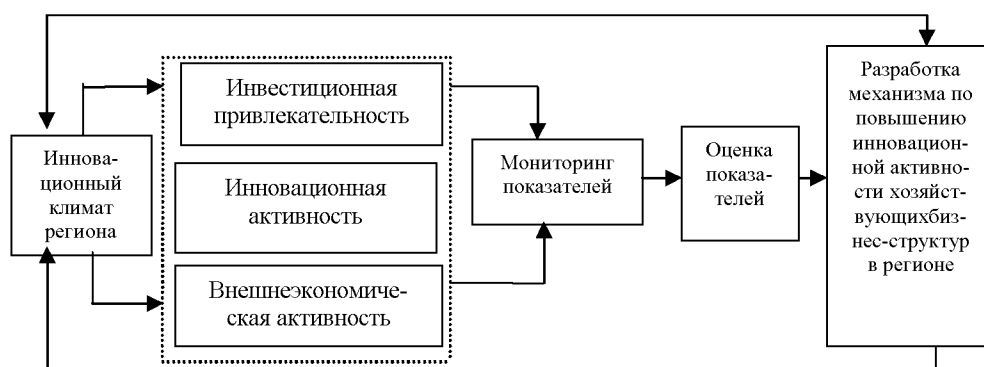 Иннова-
ционный
климат
региона
Инвестиционная
привлекательность
Инновационная
активность
Внешнеэкономиче-
ская активность
Мониторинг
показателей
Оценка
показа-
телей
Разработка
механизма по
повышению
инновацион-
ной активно-
сти хозяйст-
вующихбиз-
нес-структур
в регионе